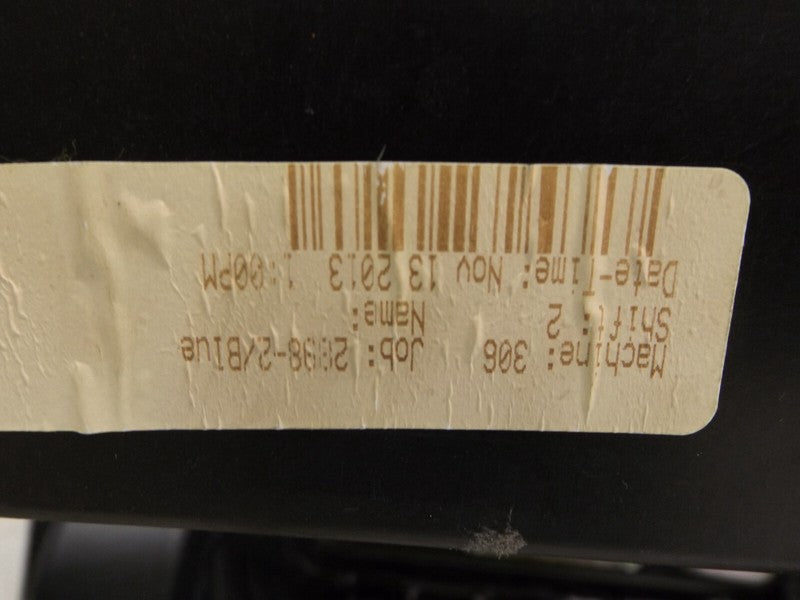 Machine: 306 Job: 2898-2/Blue
Shift: 2 Name:
Date-Time: Nov 13 2013 1:00PM